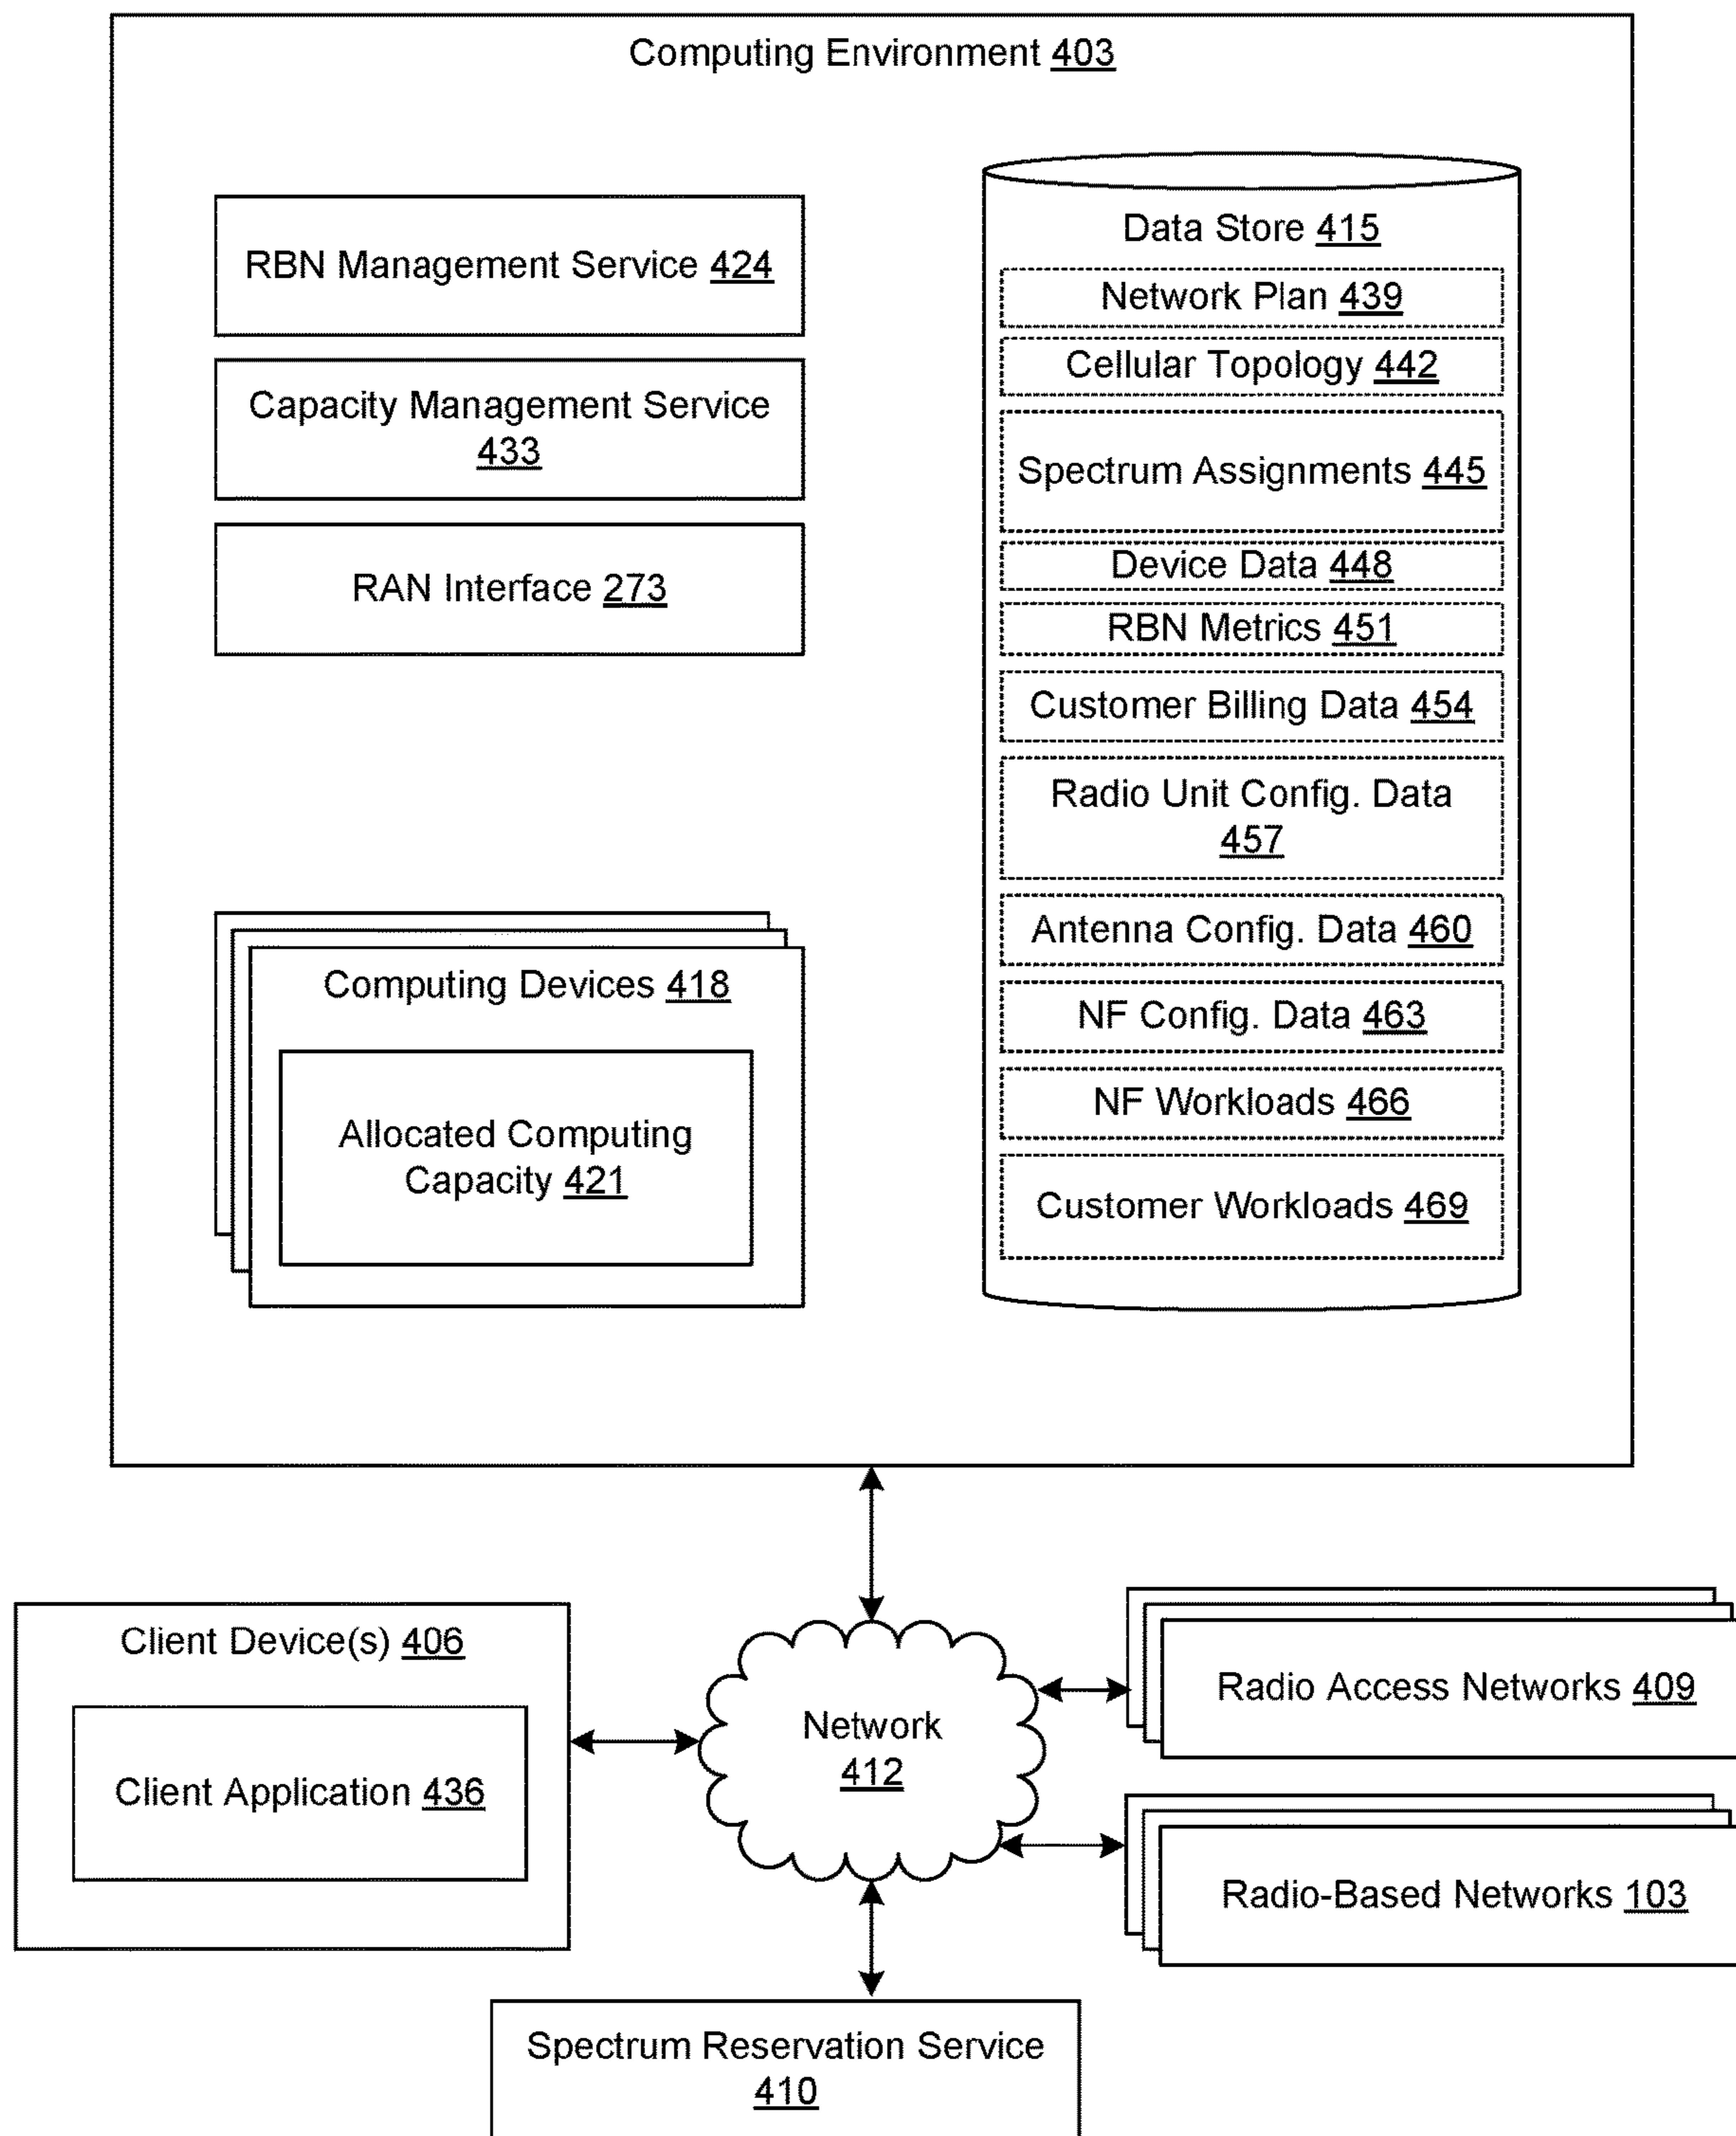 Computing Environment 403
RBN Management Service 424
Capacity Management Service
433
RAN Interface 273
Computing Devices 418
Allocated Computing
Capacity 421
Data Store 415
Network Plan 439
Cellular Topology 442
Spectrum Assignments 445
Device Data 448
RBN Metrics 451
Customer Billing Data 454
Radio Unit Config. Data
457
Antenna Config. Data 460
NF Config. Data 463
NF Workloads 466
Customer Workloads 469
Client Device(s) 406
Client Application 436
Network
412
Radio Access Networks 409
Radio-Based Networks 103
Spectrum Reservation Service
410